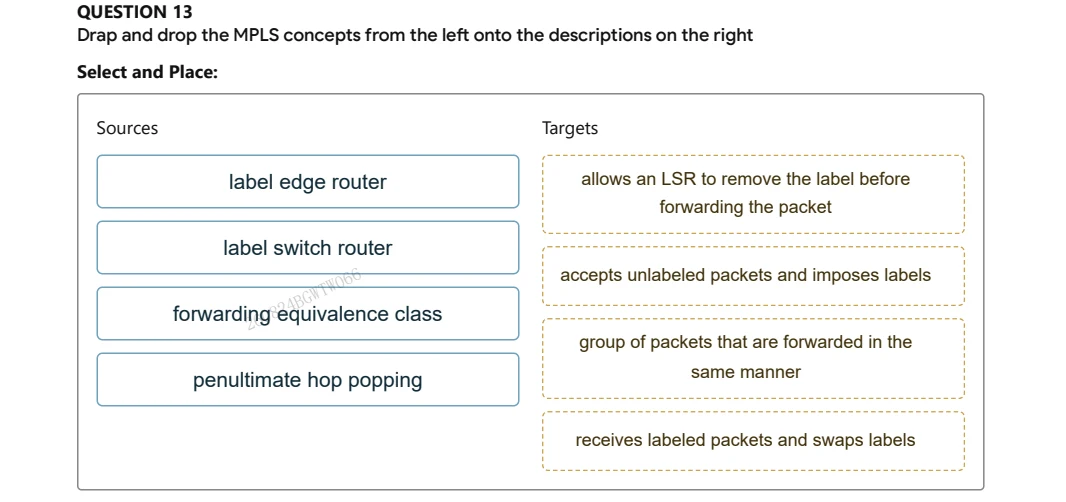 QUESTION 13
Drap and drop the MPLS concepts from the left onto the descriptions on the right
Select and Place:
Sources
Targets
label edge router
label switch router
forwarding equivalence class
penultimate hop popping
allows an LSR to remove the label before
forwarding the packet
accepts unlabeled packets and imposes labels
group of packets that are forwarded in the
same manner
receives labeled packets and swaps labels